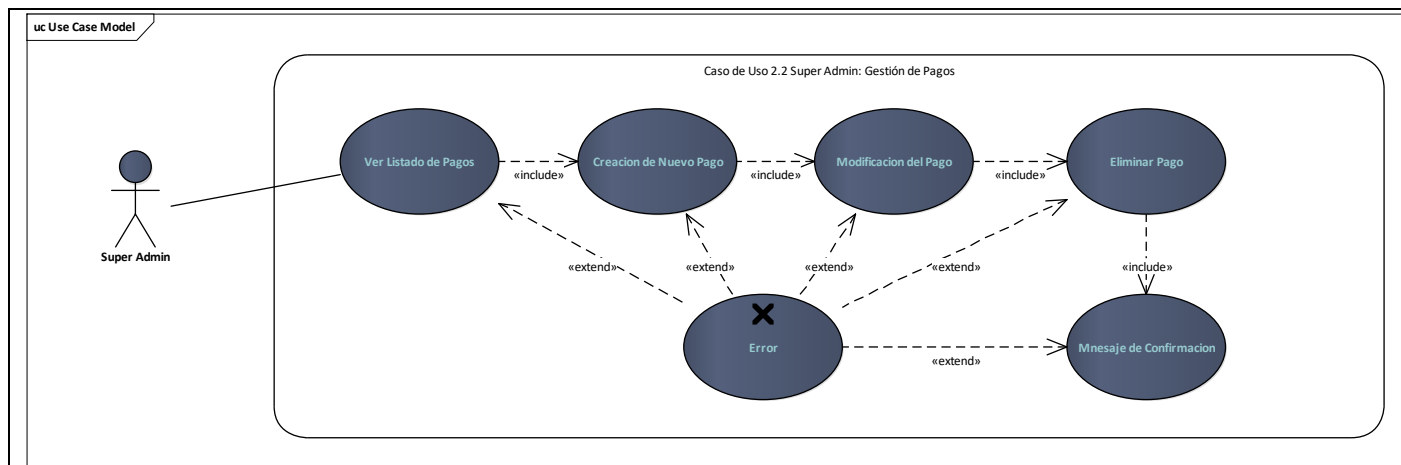 uc Use Case Model
Caso de Uso 2.2 Super Admin: Gestión de Pagos
Ver Listado de Pagos
Creacion de Nuevo Pago
Modificacion del Pago
Eliminar Pago
«include»
«include»
«include»
Super Admin
«extend»
«extend»
«extend»
«extend»
«include»
Error
Mnesaje de Confirmacion
«extend»